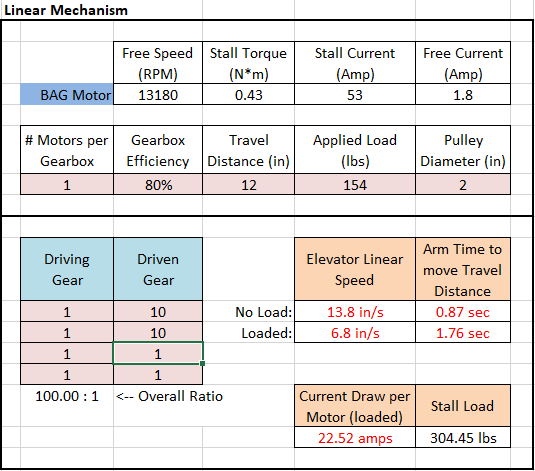 Linear Mechanism
Free Speed Stall Torque Stall Current Free Current
(RPM) (N*m) (Amp) (Amp)
BAG Motor 13180 0.43 53 1.8
# Motors per Gearbox Travel Applied Load Pulley
Gearbox Efficiency Distance (in) (lbs) Diameter (in)
1 80% 12 154 2
Driving Driven Elevator Linear Arm Time to
Gear Gear Speed move Travel
Distance
1 10 No Load: 13.8 in/s 0.87 sec
1 10 Loaded: 6.8 in/s 1.76 sec
1 1
1 1
100.00 : 1 <-- Overall Ratio Current Draw per Stall Load
Motor (loaded)
22.52 amps 304.45 lbs